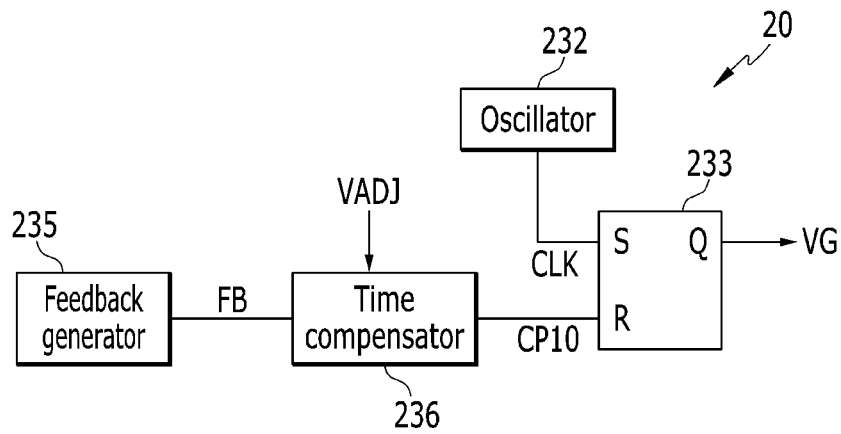 20
232
Oscillator
233
VADJ
235
S
Q
VG
CLK
Feedback
generator
FB
Time
compensator
R
CP10
236